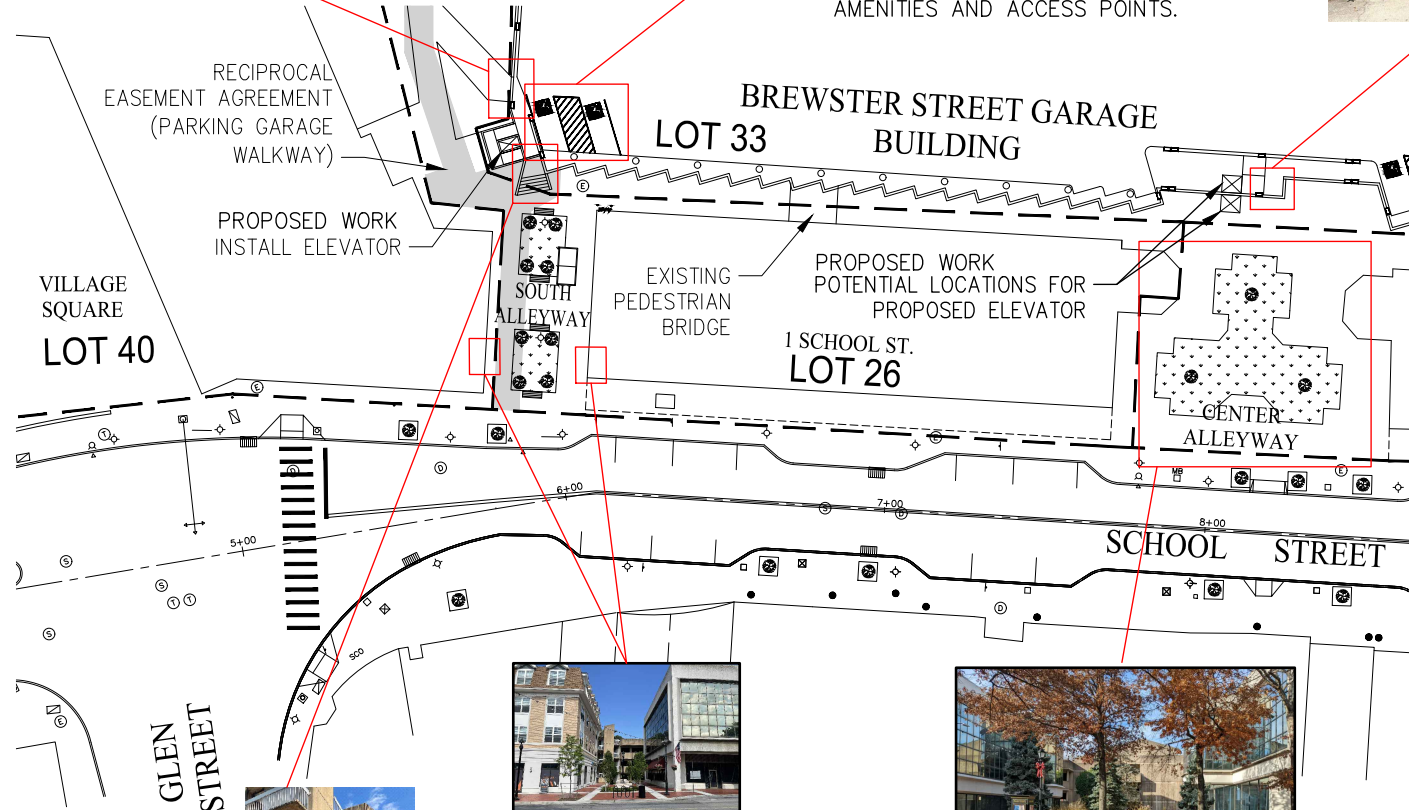 AMENITIES AND ACCESS POINTS.
RECIPROCAL
EASEMENT AGREEMENT
(PARKING GARAGE
WALKWAY)
BREWSTER STREET GARAGE
BUILDING
LOT 33
PROPOSED WORK
INSTALL ELEVATOR
VILLAGE
SQUARE
LOT 40
SOUTH
ALLEYWAY
EXISTING
PEDESTRIAN
BRIDGE
PROPOSED WORK
POTENTIAL LOCATIONS FOR
PROPOSED ELEVATOR
1 SCHOOL ST.
LOT 26
CENTER
ALLEYWAY
E
E
E
E
T
D
D
MB
6+00
7+00
S
D
8+00
5+00
SCHOOL STREET
S
S
T
T
S
D
SCO
E
GLEN
STREET